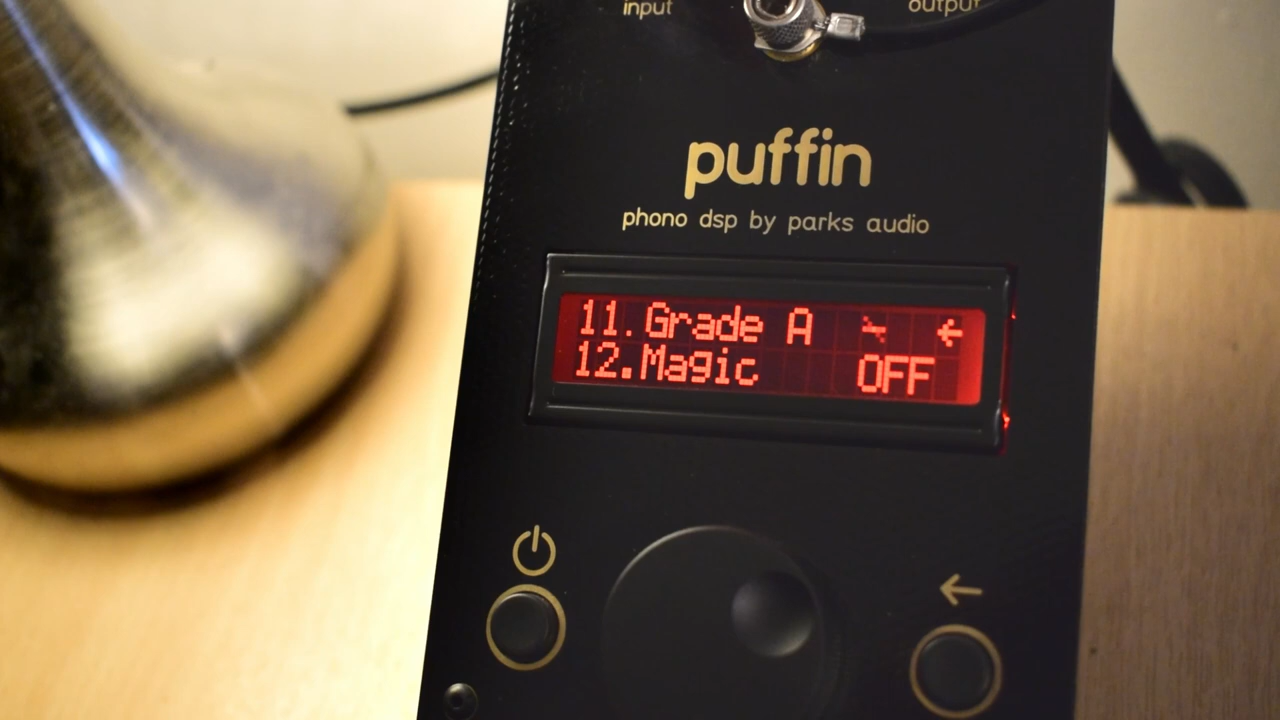 input output
puffin
phono dsp by parks audio
11.Grade A ←
12.Magic OFF